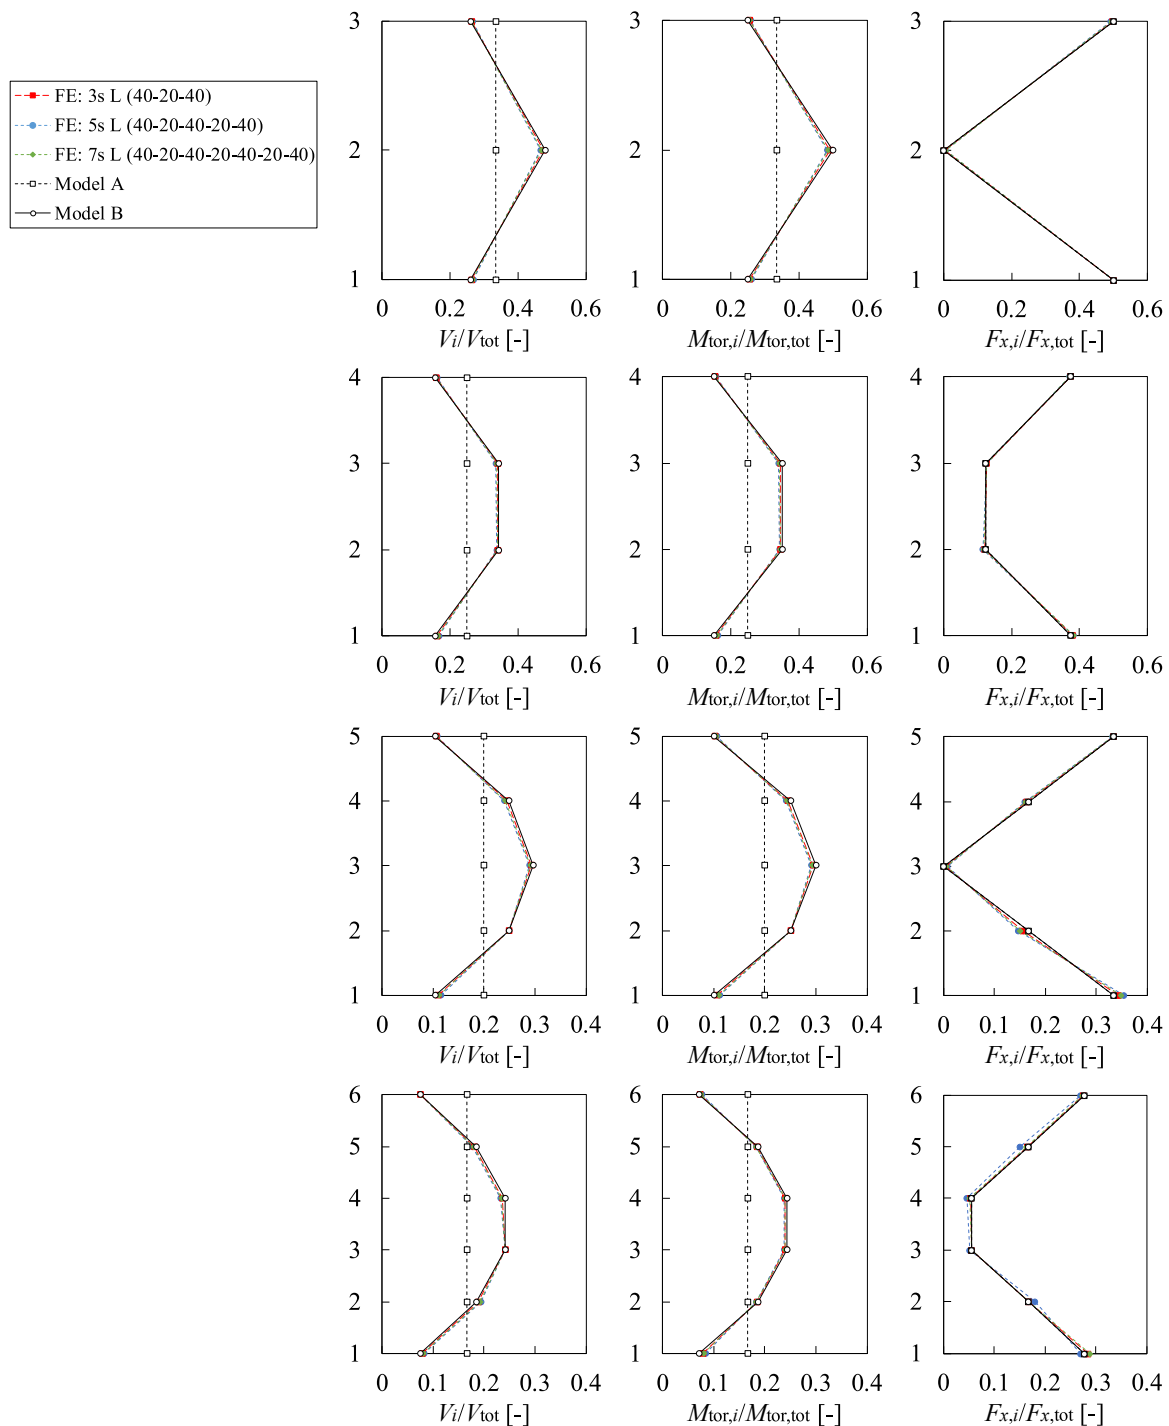 FE: 3s L (40-20-40)
FE: 5s L (40-20-40-20-40)
FE: 7s L (40-20-40-20-40-20-40)
Model A
Model B
3 3 3
2 2 2
1 1 1
0 0.2 0.4 0.6 0 0.2 0.4 0.6 0 0.2 0.4 0.6
Vi/Vtot [-] Mtor,i/Mtor,tot [-] Fx,i/Fx,tot [-]
4 4 4
3 3 3
2 2 2
1 1 1
0 0.2 0.4 0.6 0 0.2 0.4 0.6 0 0.2 0.4 0.6
Vi/Vtot [-] Mtor,i/Mtor,tot [-] Fx,i/Fx,tot [-]
5 5 5
4 4 4
3 3 3
2 2 2
1 1 1
0 0.1 0.2 0.3 0.4 0 0.1 0.2 0.3 0.4 0 0.1 0.2 0.3 0.4
Vi/Vtot [-] Mtor,i/Mtor,tot [-] Fx,i/Fx,tot [-]
6 6 6
5 5 5
4 4 4
3 3 3
2 2 2
1 1 1
0 0.1 0.2 0.3 0.4 0 0.1 0.2 0.3 0.4 0 0.1 0.2 0.3 0.4
Vi/Vtot [-] Mtor,i/Mtor,tot [-] Fx,i/Fx,tot [-]